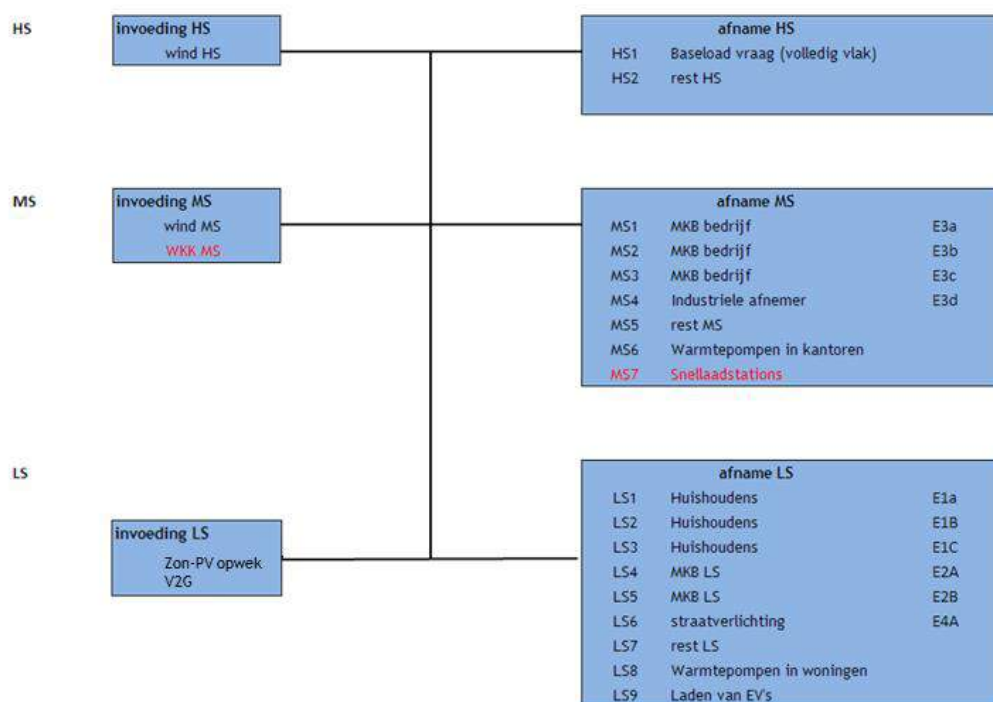 HS
invoeding HS
wind HS
afname HS
HS1 Baseload vraag (volledig vlak)
HS2 rest HS
MS
invoeding MS
wind MS
WKK MS
afname MS
MS1 MKB bedrijf E3a
MS2 MKB bedrijf E3b
MS3 MKB bedrijf E3c
MS4 Industriele afnemer E3d
MS5 rest MS
MS6 Warmtepompen in kantoren
MS7 Snellaadstations
LS
invoeding LS
Zon-PV opwek
V2G
afname LS
LS1 Huishoudens E1a
LS2 Huishoudens E1B
LS3 Huishoudens E1C
LS4 MKB LS E2A
LS5 MKB LS E2B
LS6 straatverlichting E4A
LS7 rest LS
LS8 Warmtepompen in woningen
LS9 Laden van EV's